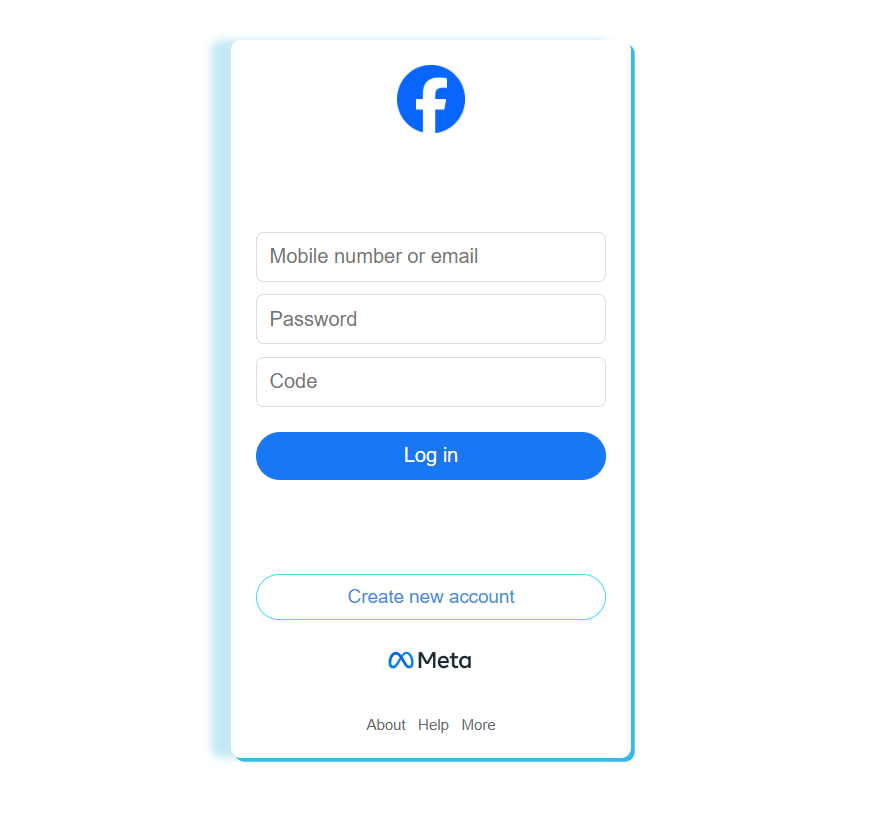 Mobile number or email
Password
Code
Log in
Create new account
Meta
About Help More